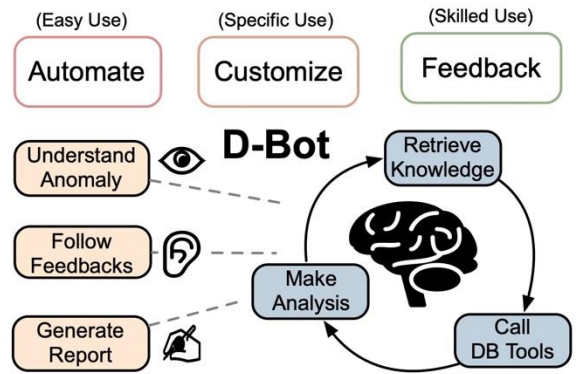 (Easy Use)
(Specific Use)
(Skilled Use)
Automate
Customize
Feedback
D-Bot
Understand
Anomaly
Follow
Feedbacks
Generate
Report
Retrieve
Knowledge
Make
Analysis
Call
DB Tools